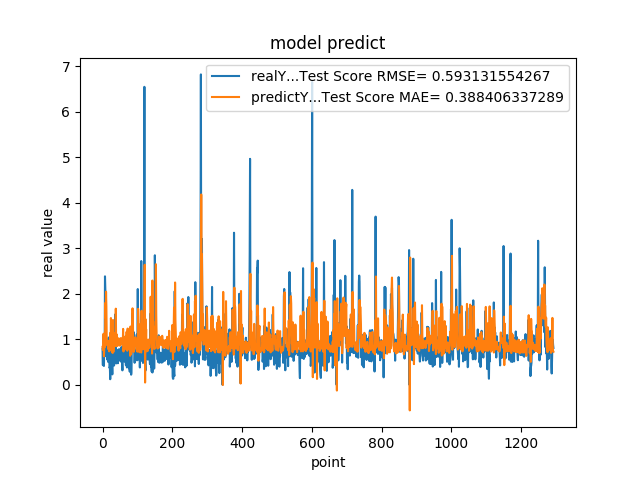 model predict
realY...Test Score RMSE= 0.593131554267
predictY...Test Score MAE= 0.388406337289
7
6
5
4
3
2
1
0
real value
0 200 400 600 800 1000 1200
point